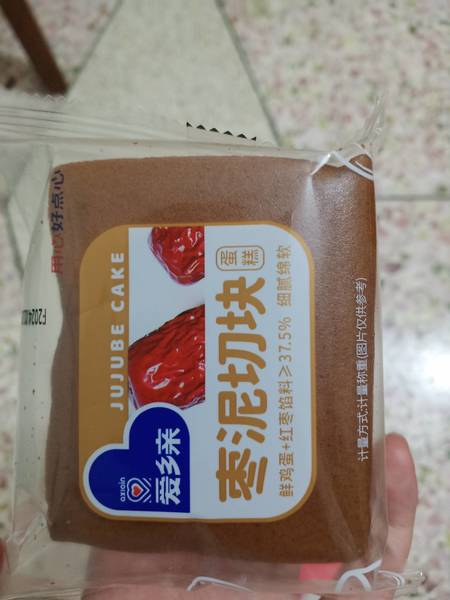 用心好点心
JUJUBE CAKE
axiqin
爱乡亲
枣泥切块
蛋糕
鲜鸡蛋+红枣馅料≥37.5% 细腻绵软
计量方式:计量称重(图片仅供参考)